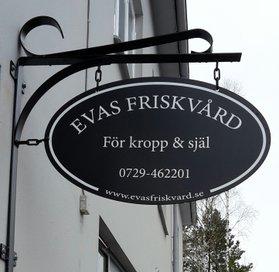 EVAS FRISKVÅRD
För kropp & själ
0729-462201
www.evasfriskvard.se